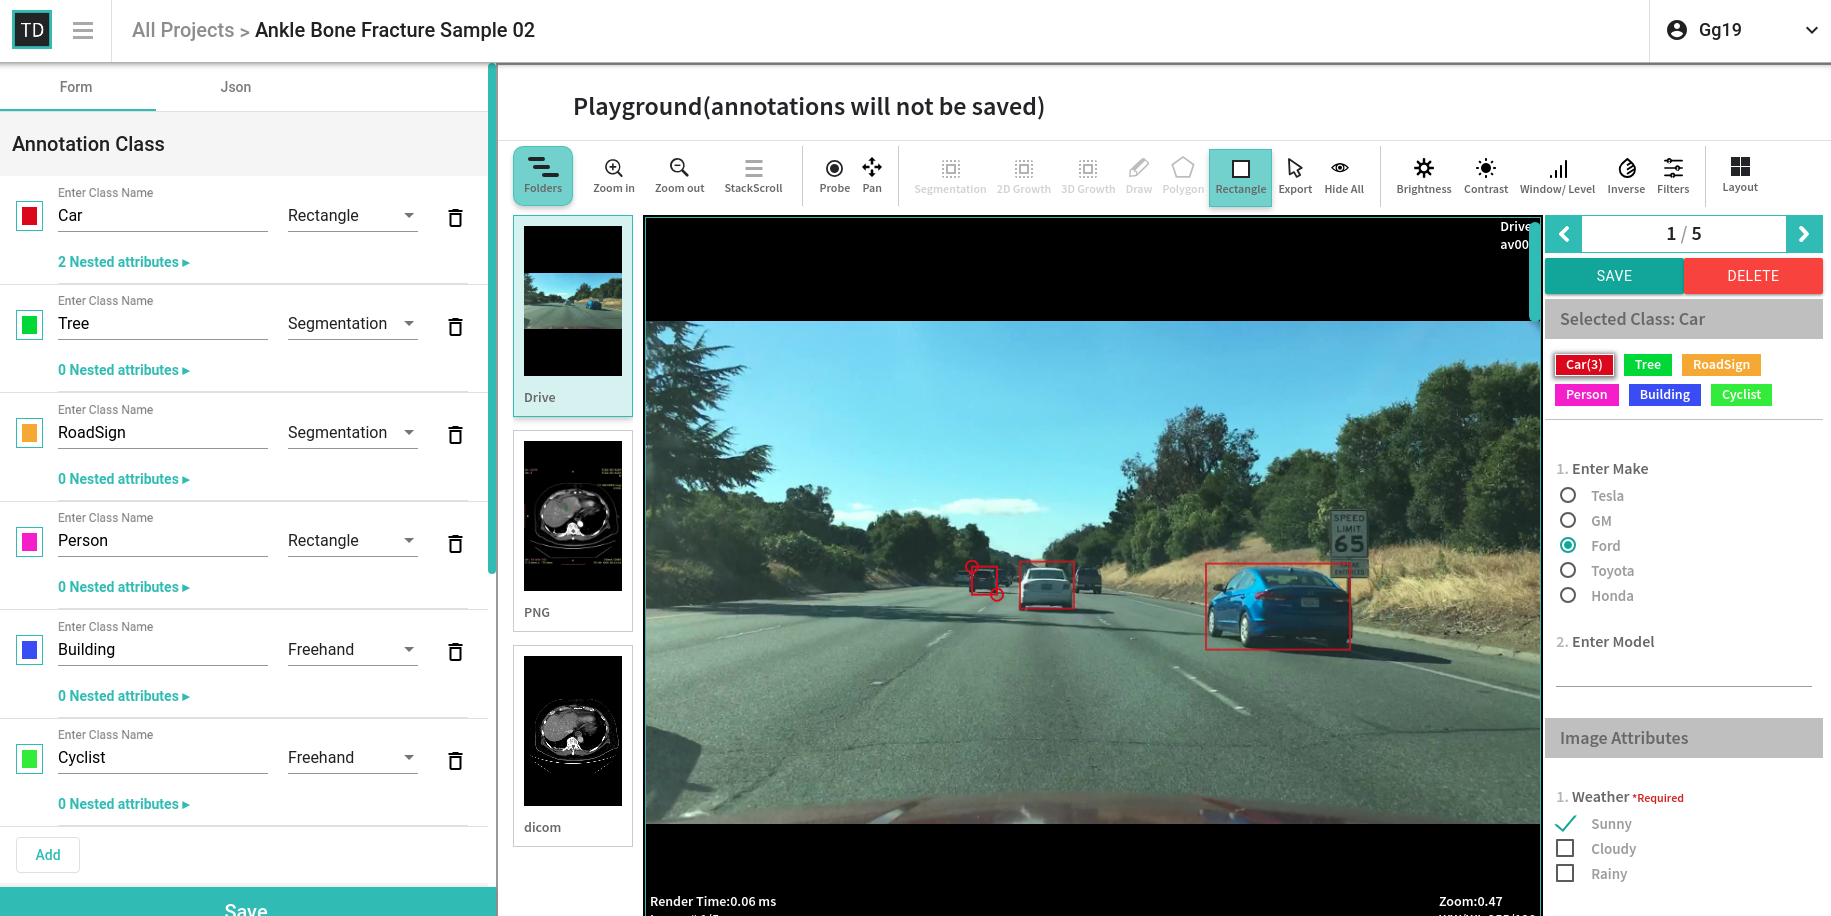 TD
All Projects > Ankle Bone Fracture Sample 02
Gg19
Form
Json
Annotation Class
Enter Class Name
Car
Rectangle
2 Nested attributes ▸
Enter Class Name
Tree
Segmentation
0 Nested attributes ▸
Enter Class Name
RoadSign
Segmentation
0 Nested attributes ▸
Enter Class Name
Person
Rectangle
0 Nested attributes ▸
Enter Class Name
Building
Freehand
0 Nested attributes ▸
Enter Class Name
Cyclist
Freehand
0 Nested attributes ▸
Add
Save
Playground(annotations will not be saved)
Folders
Zoom in
Zoom out
StackScroll
Probe
Pan
Segmentation
2D Growth
3D Growth
Draw
Polygon
Rectangle
Export
Hide All
Brightness
Contrast
Window/ Level
Inverse
Filters
Layout
Drive
PNG
dicom
Drive
av00
SPEED
LIMIT
65
Render Time:0.06 ms
Zoom:0.47
1 / 5
SAVE
DELETE
Selected Class: Car
Car(3)
Tree
RoadSign
Person
Building
Cyclist
1. Enter Make
Tesla
GM
Ford
Toyota
Honda
2. Enter Model
Image Attributes
1. Weather *Required
Sunny
Cloudy
Rainy